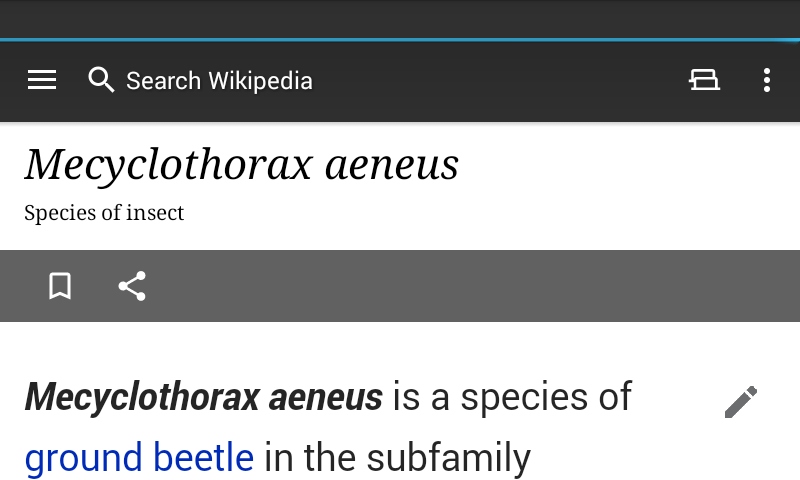 Search Wikipedia
Mecyclothorax aeneus
Species of insect
Mecyclothorax aeneus is a species of
ground beetle in the subfamily